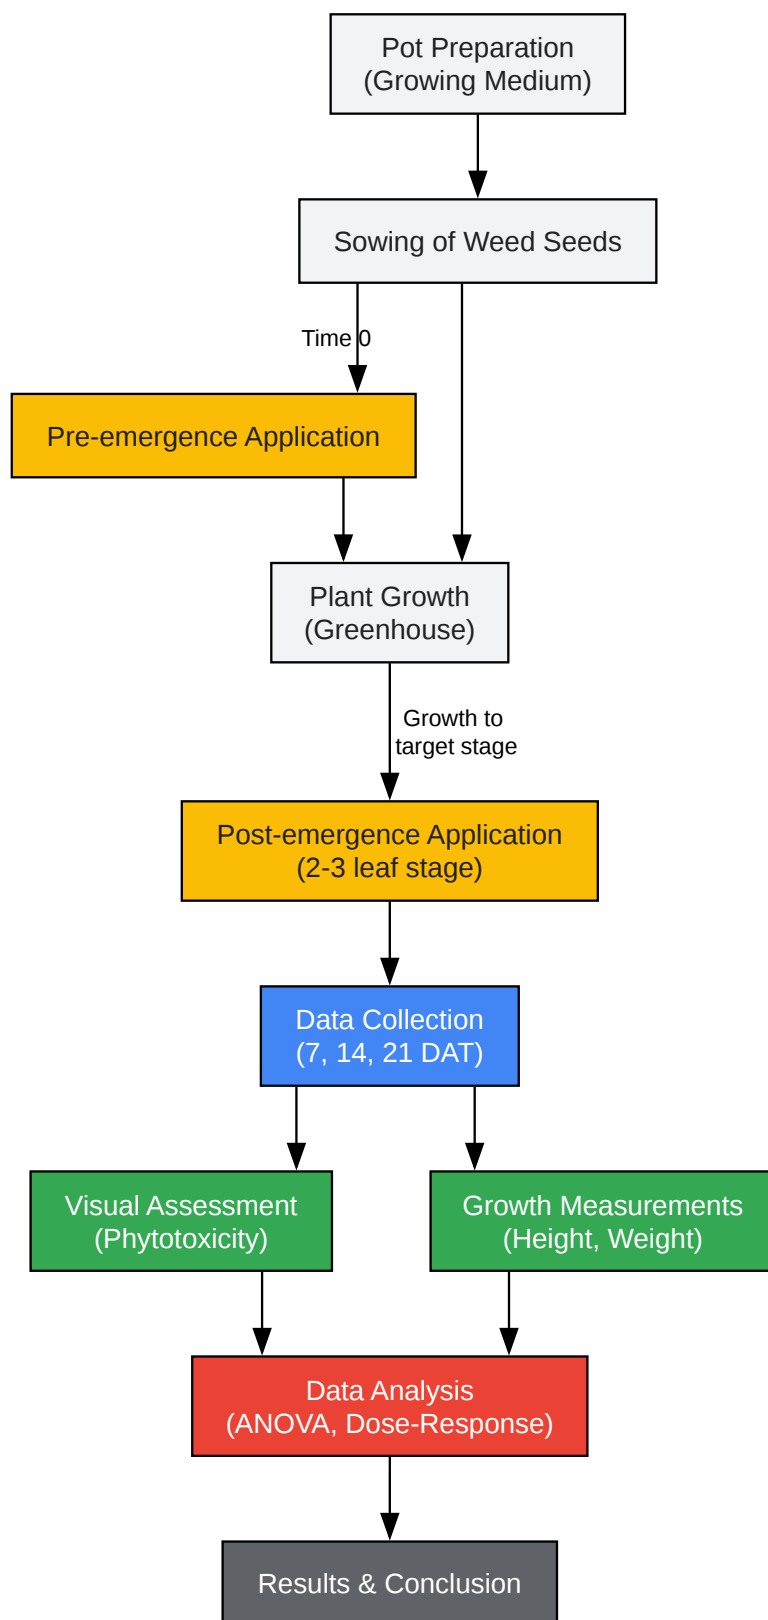 Pot Preparation
(Growing Medium)
Sowing of Weed Seeds
Time 0
Pre-emergence Application
Plant Growth
(Greenhouse)
Growth to
target stage
Post-emergence Application
(2-3 leaf stage)
Data Collection
(7, 14, 21 DAT)
Visual Assessment
(Phytotoxicity)
Growth Measurements
(Height, Weight)
Data Analysis
(ANOVA, Dose-Response)
Results & Conclusion